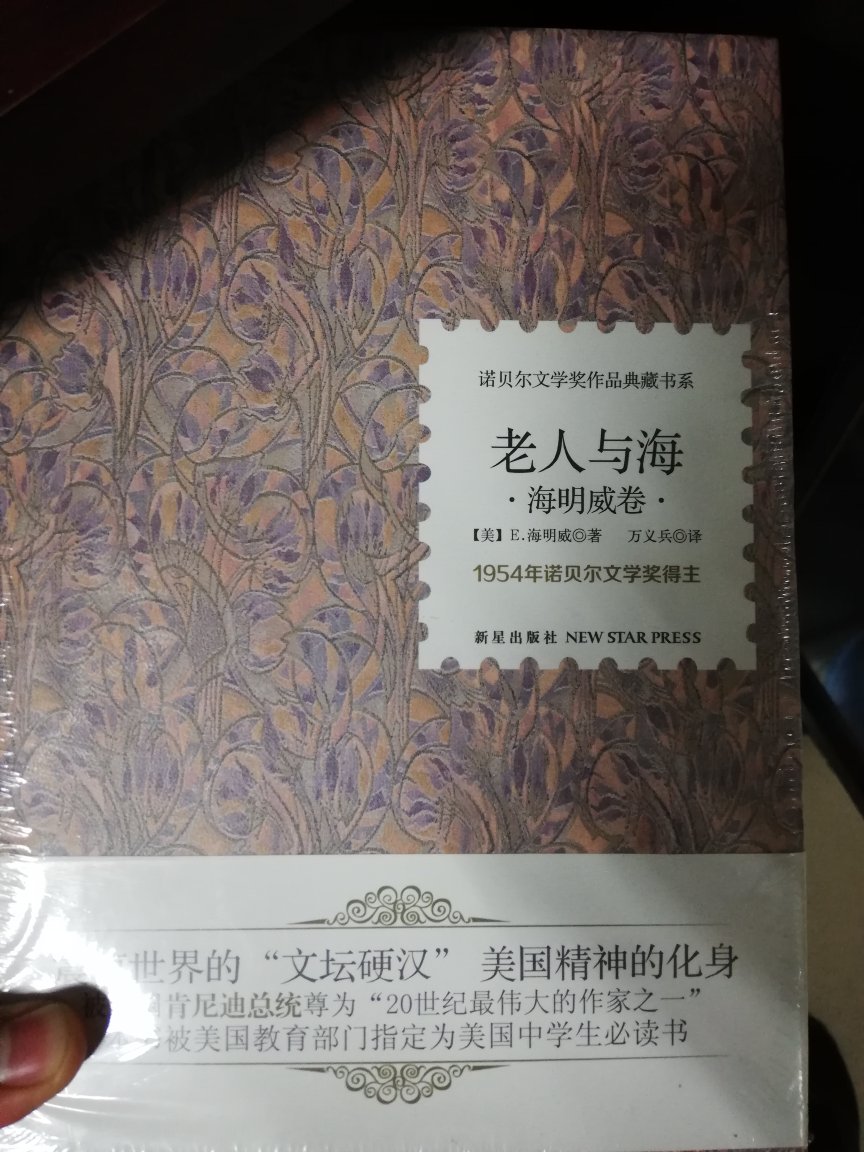 诺贝尔文学奖作品典藏书系
老人与海
·海明威卷·
【美】E.海明威◎著 万义兵◎译
1954年诺贝尔文学奖得主
新星出版社 NEW STAR PRESS
世界的“文坛硬汉” 美国精神的化身
被 肯尼迪总统尊为“20世纪最伟大的作家之一”
被美国教育部门指定为美国中学生必读书